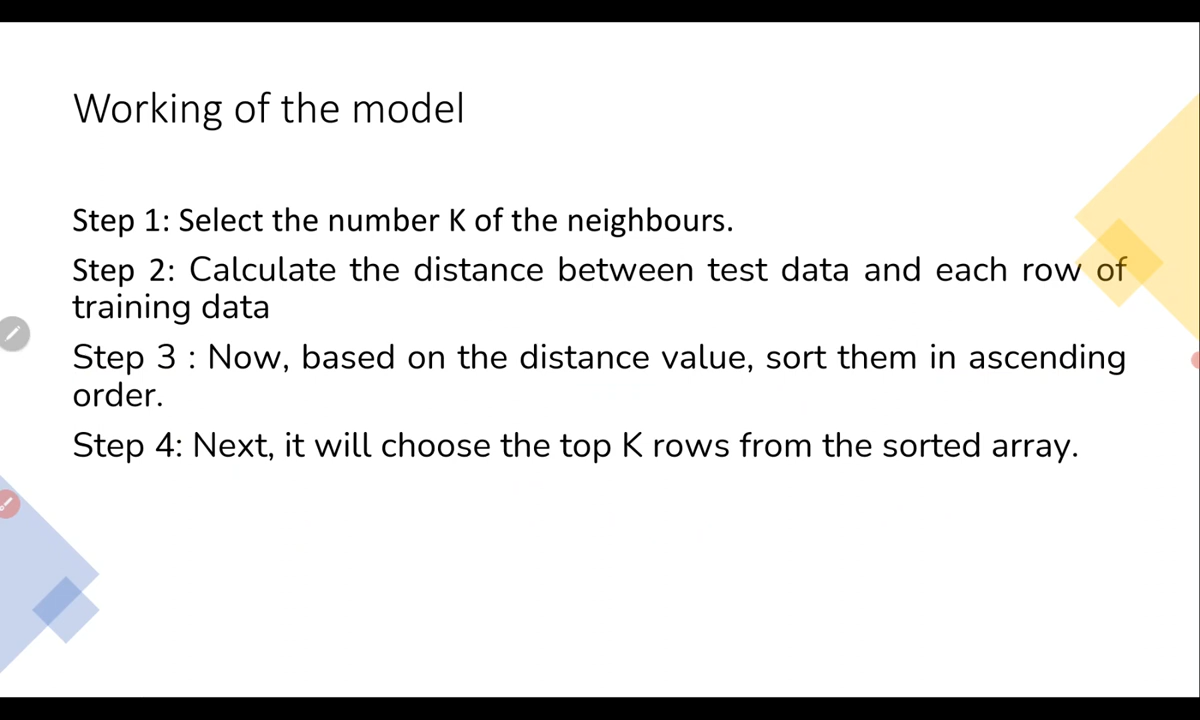 Working of the model
Step 1: Select the number K of the neighbours.
Step 2: Calculate the distance between test data and each row of
training data
Step 3 : Now, based on the distance value, sort them in ascending
order.
Step 4: Next, it will choose the top K rows from the sorted array.